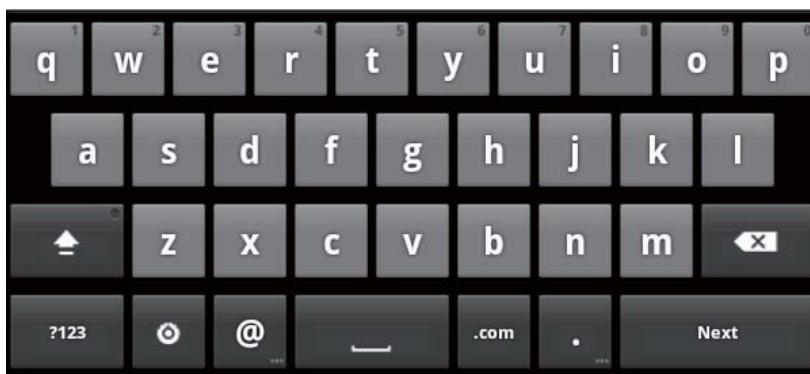 1 2 3 4 5 6 7 8 9 0
q w e r t y u i o p
a s d f g h j k l
z x c v b n m
?123 @ ... .com . ... Next